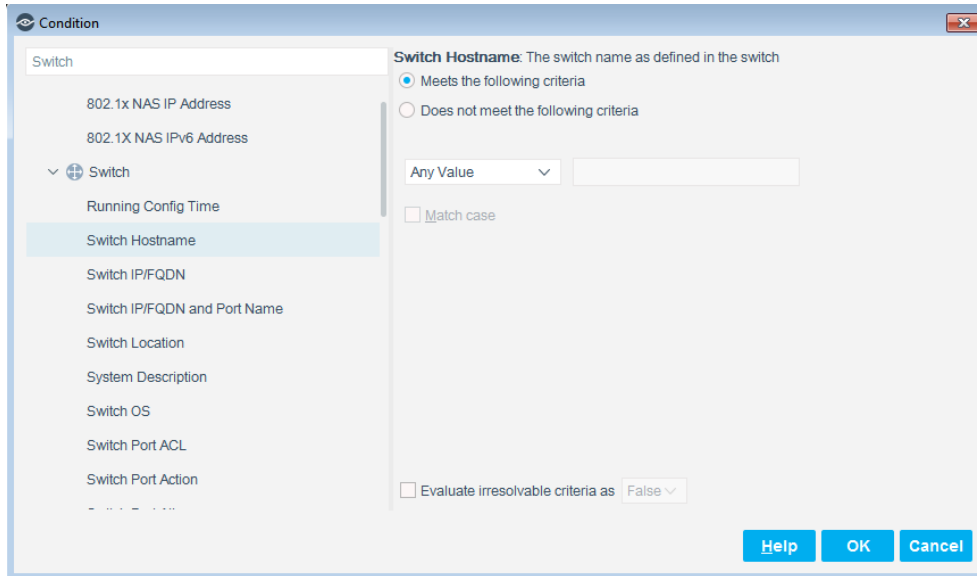 Condition
Switch
802.1x NAS IP Address
802.1X NAS IPv6 Address
Switch
Running Config Time
Switch Hostname
Switch IP/FQDN
Switch IP/FQDN and Port Name
Switch Location
System Description
Switch OS
Switch Port ACL
Switch Port Action
Switch Hostname: The switch name as defined in the switch
Meets the following criteria
Does not meet the following criteria
Any Value
Match case
Evaluate irresolvable criteria as False
Help OK Cancel